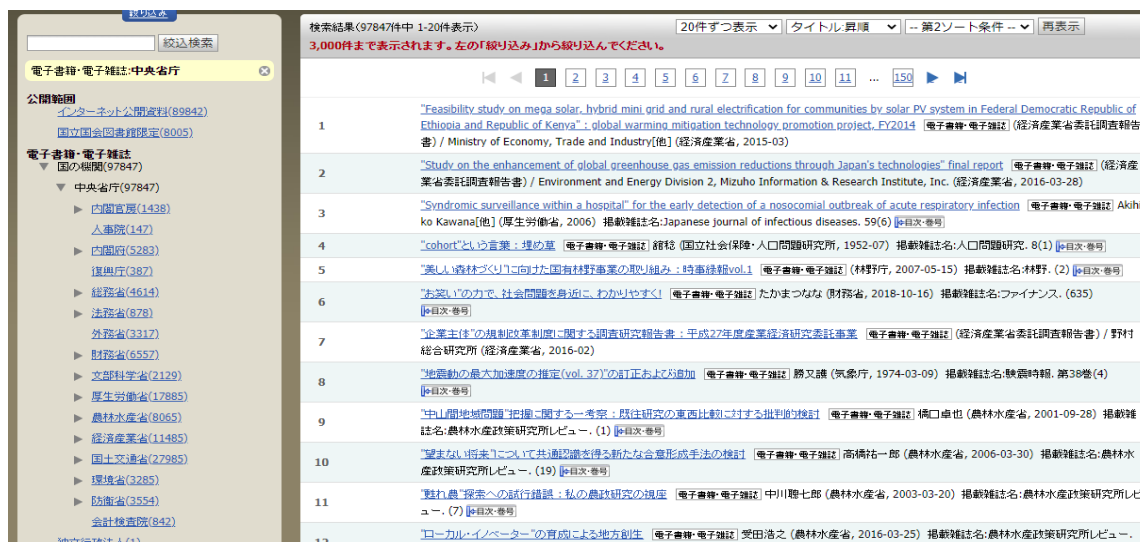 絞り込み
絞込検索
電子書籍・電子雑誌:中央省庁
公開範囲
インターネット公開資料(89842)
国立国会図書館限定(8005)
電子書籍・電子雑誌
▼ 国の機関(97847)
▼ 中央省庁(97847)
▶ 内閣官房(1438)
人事院(147)
▶ 内閣府(5283)
復興庁(387)
▶ 総務省(4614)
▶ 法務省(878)
外務省(3317)
▶ 財務省(6557)
▶ 文部科学省(2129)
▶ 厚生労働省(17885)
▶ 農林水産省(8065)
▶ 経済産業省(11485)
▶ 国土交通省(27985)
▶ 環境省(3285)
▶ 防衛省(3554)
会計検査院(842)
独立行政法人(1)
検索結果(97847件中 1-20件表示)
20件ずつ表示 タイトル:昇順 -- 第2ソート条件 -- 再表示
3,000件まで表示されます。左の「絞り込み」から絞り込んでください。
1 2 3 4 5 6 7 8 9 10 11 ... 150
1
"Feasibility study on mega solar, hybrid mini grid and rural electrification for communities by solar PV system in Federal Democratic Republic of
Ethiopia and Republic of Kenya" : global warming mitigation technology promotion project, FY2014 電子書籍・電子雑誌 (経済産業省委託調査報告
書) / Ministry of Economy, Trade and Industry[他] (経済産業省, 2015-03)
2
"Study on the enhancement of global greenhouse gas emission reductions through Japan's technologies" final report 電子書籍・電子雑誌 (経済産
業省委託調査報告書) / Environment and Energy Division 2, Mizuho Information & Research Institute, Inc. (経済産業省, 2016-03-28)
3
"Syndromic surveillance within a hospital" for the early detection of a nosocomial outbreak of acute respiratory infection 電子書籍・電子雑誌 Akihi
ko Kawana[他] (厚生労働省, 2006) 掲載雑誌名:Japanese journal of infectious diseases. 59(6) 目次・巻号
4
"cohort"という言葉 : 埋め草 電子書籍・電子雑誌 舘稔 (国立社会保障・人口問題研究所, 1952-07) 掲載雑誌名:人口問題研究. 8(1) 目次・巻号
5
"美しい森林づくり"に向けた国有林野事業の取り組み : 時事緑報vol.1 電子書籍・電子雑誌 (林野庁, 2007-05-15) 掲載雑誌名:林野. (2) 目次・巻号
6
"お笑い"の力で、社会問題を身近に、わかりやすく! 電子書籍・電子雑誌 たかまつなな (財務省, 2018-10-16) 掲載雑誌名:ファイナンス. (635)
目次・巻号
7
"企業主体"の規制改革制度に関する調査研究報告書 : 平成27年度産業経済研究委託事業 電子書籍・電子雑誌 (経済産業省委託調査報告書) / 野村
総合研究所 (経済産業省, 2016-02)
8
"地震動の最大加速度の推定(vol. 37)"の訂正および追加 電子書籍・電子雑誌 勝又護 (気象庁, 1974-03-09) 掲載雑誌名:験震時報. 第38巻(4)
目次・巻号
9
"中山間地域問題"把握に関する一考察 : 既往研究の東西比較に対する批判的検討 電子書籍・電子雑誌 橋口卓也 (農林水産省, 2001-09-28) 掲載雑
誌名:農林水産政策研究所レビュー. (1) 目次・巻号
10
"望まない将来"について共通認識を得る新たな合意形成手法の検討 電子書籍・電子雑誌 高橋祐一郎 (農林水産省, 2006-03-30) 掲載雑誌名:農林水
産政策研究所レビュー. (19) 目次・巻号
11
"甦れ農"探索への試行錯誤 : 私の農政研究の視座 電子書籍・電子雑誌 中川聰七郎 (農林水産省, 2003-03-20) 掲載雑誌名:農林水産政策研究所レビ
ュー. (7) 目次・巻号
12
"ローカル・イノベーター"の育成による地方創生 電子書籍・電子雑誌 受田浩之 (農林水産省, 2016-03-25) 掲載雑誌名:農林水産政策研究所レビュー.